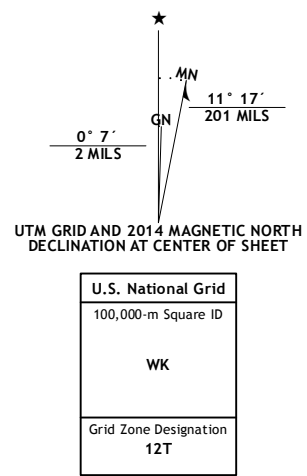 ★
MN
11° 17´
201 MILS
GN
0° 7´
2 MILS
UTM GRID AND 2014 MAGNETIC NORTH
DECLINATION AT CENTER OF SHEET
U.S. National Grid
100,000-m Square ID
WK
Grid Zone Designation
12T